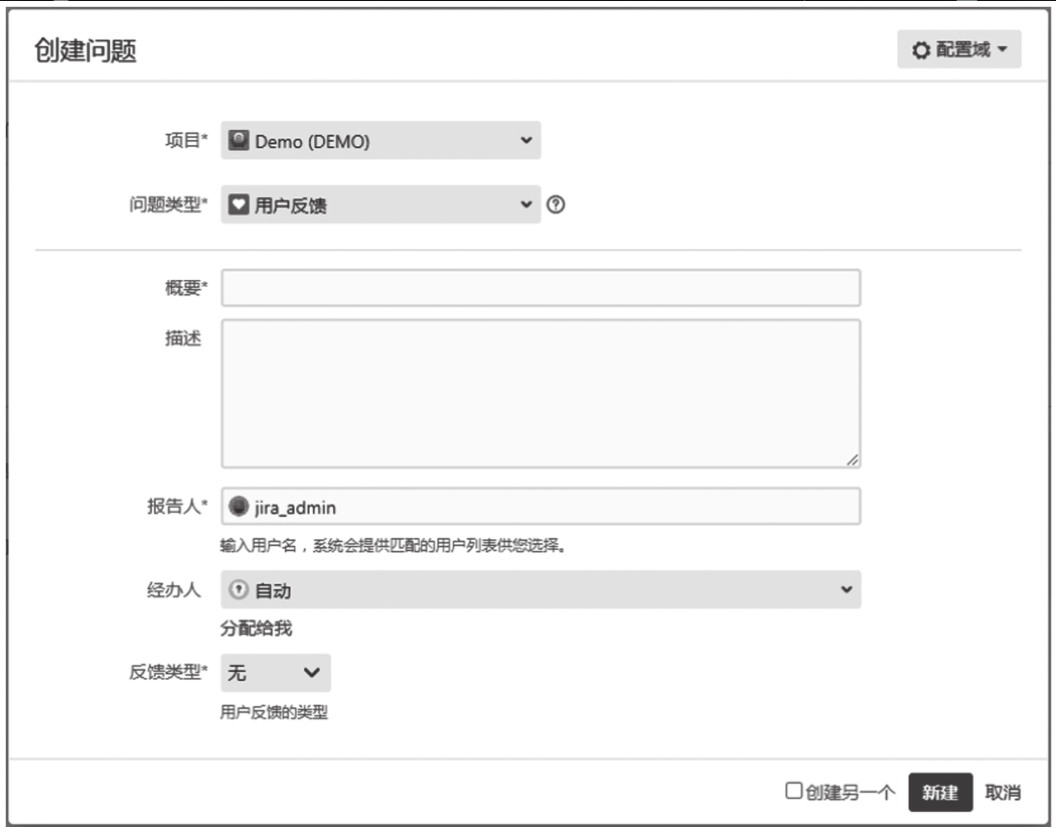 创建问题
配置域
项目* Demo (DEMO)
问题类型* 用户反馈
概要*
描述
报告人* jira_admin
输入用户名，系统会提供匹配的用户列表供您选择。
经办人 自动
分配给我
反馈类型* 无
用户反馈的类型
创建另一个 新建 取消